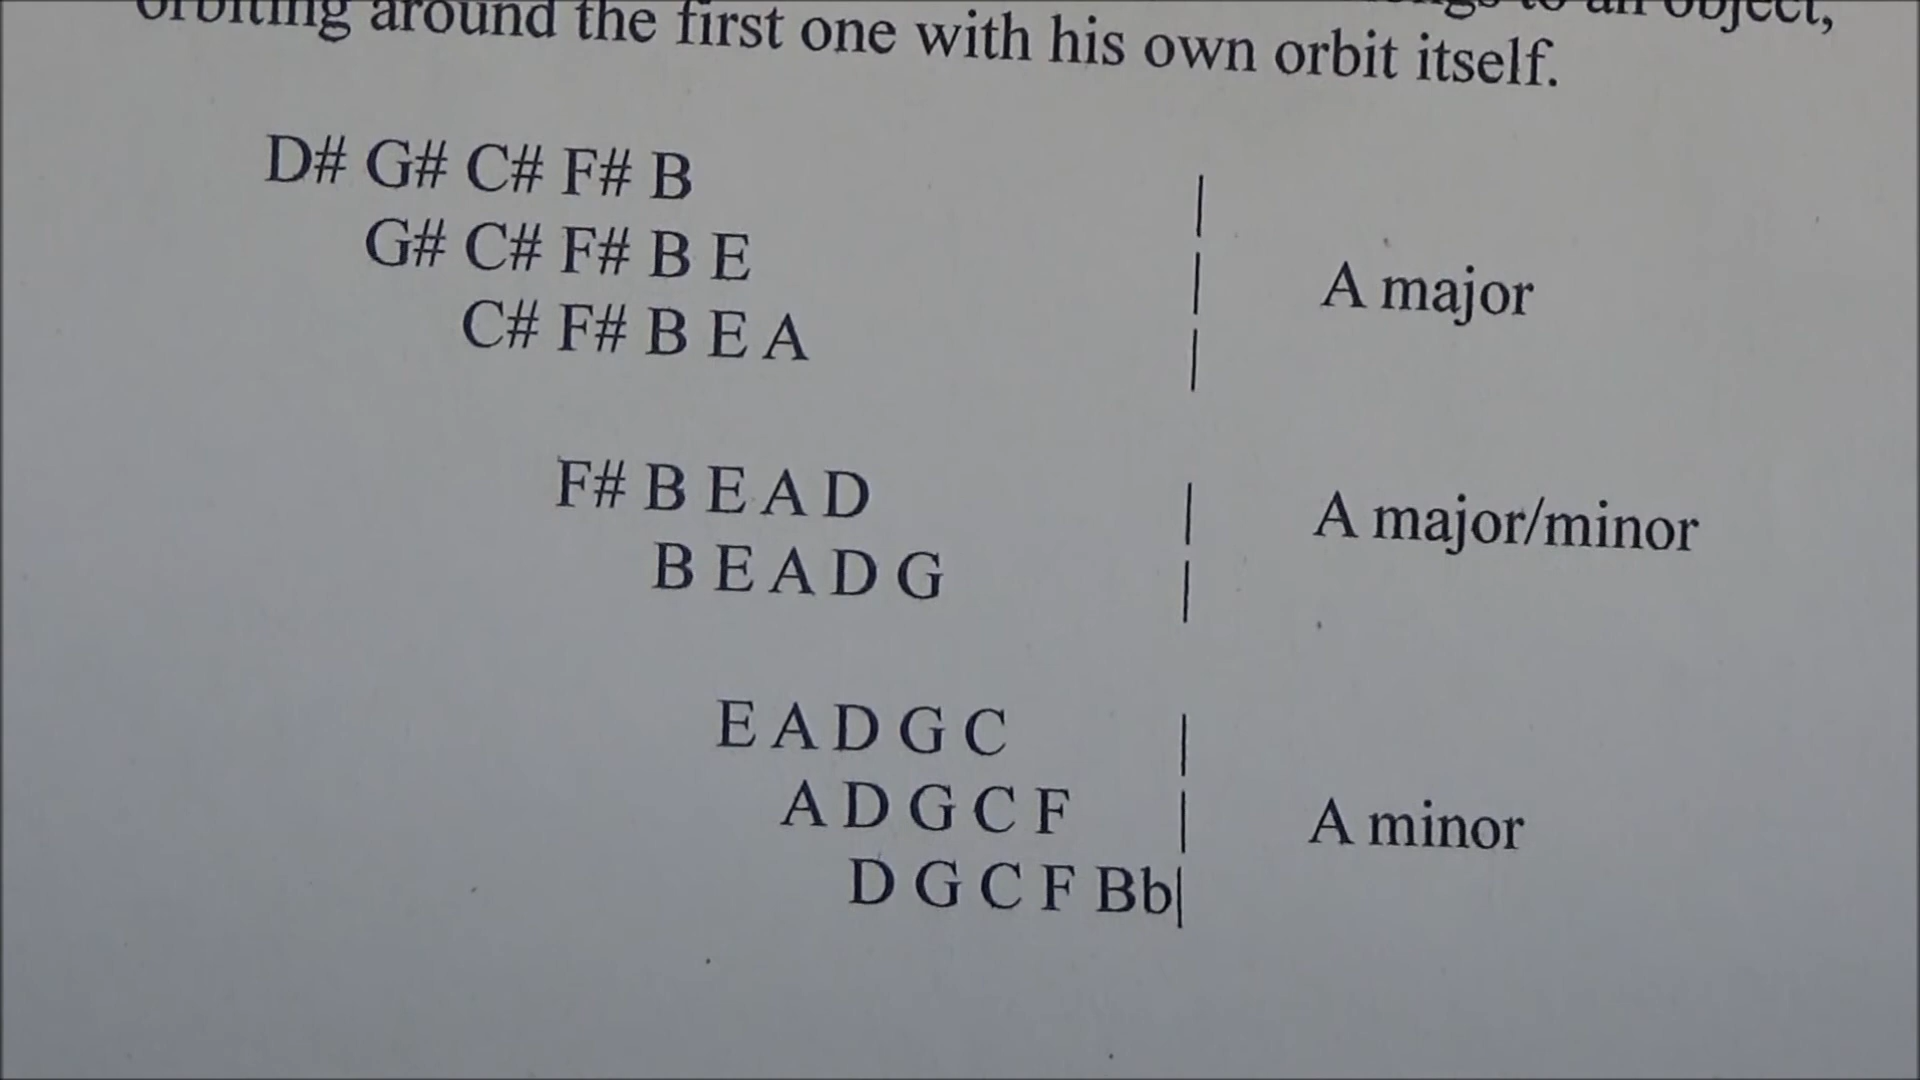 orbiting around the first one with his own orbit itself.
D# G# C# F# B |
G# C# F# B E | A major
C# F# B E A |
F# B E A D | A major/minor
B E A D G |
E A D G C |
A D G C F | A minor
D G C F Bb|